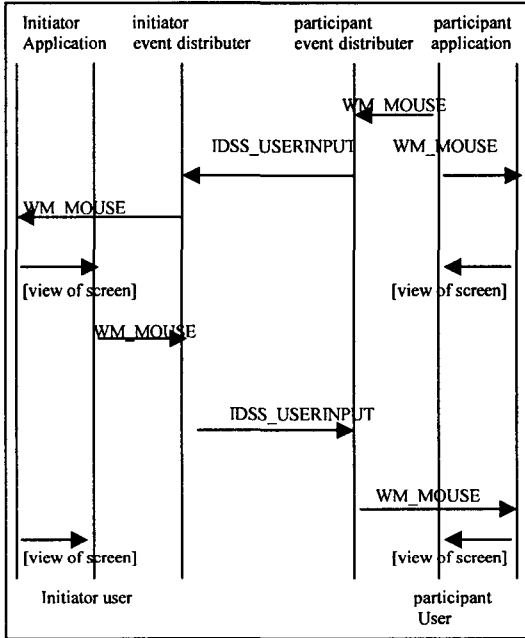 Initiator
Application
initiator
event distributer
participant
event distributer
participant
application
WM_MOUSE
IDSS_USERINPUT
WM_MOUSE
WM_MOUSE
[view of screen]
[view of screen]
WM_MOUSE
IDSS_USERINPUT
WM_MOUSE
[view of screen]
[view of screen]
Initiator user
participant
User